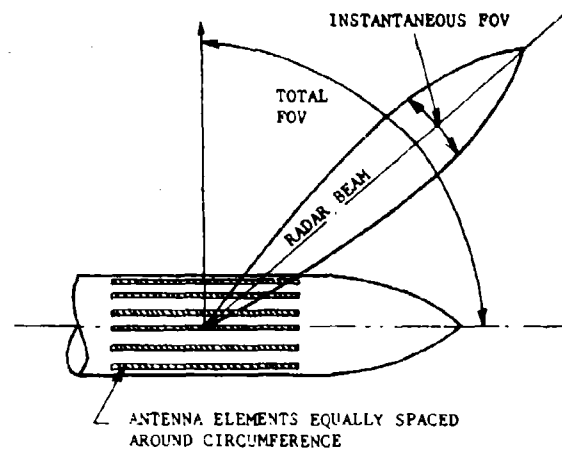 INSTANTANEOUS FOV
TOTAL
FOV
RADAR BEAM
ANTENNA ELEMENTS EQUALLY SPACED
AROUND CIRCUMFERENCE